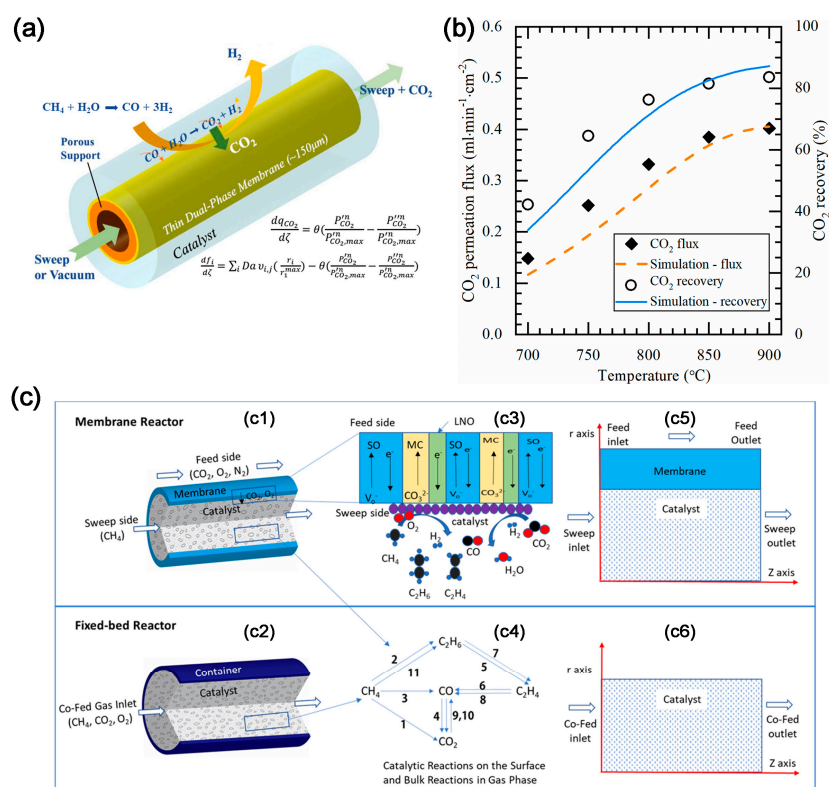 (a)
H₂
CH₄ + H₂O → CO + 3H₂
Sweep + CO₂
CO + H₂O → CO₂ + H₂
Porous
Support
CO₂
Thin Dual-Phase Membrane (~150μm)
Catalyst
Sweep
or Vacuum
(b)
CO₂ permeation flux (ml·min⁻¹·cm⁻²)
0.6
0.5
0.4
0.3
0.2
0.1
0.0
100
80
60
40
20
0
CO₂ recovery (%)
CO₂ flux
Simulation - flux
CO₂ recovery
Simulation - recovery
700 750 800 850 900
Temperature (°C)
(c)
Membrane Reactor
(c1)
Feed side
(CO₂, O₂, N₂)
Membrane
CO₂, O₂
Catalyst
Sweep side
(CH₄)
(c3)
LNO
Feed side
SO MC SO MC SO
e⁻ e⁻ e⁻ e⁻ e⁻
CO₃²⁻ CO₃²⁻
Sweep side
O₂
catalyst
H₂ H₂
CH₄ CO CO₂
H₂O
C₂H₆ C₂H₄
(c5)
r axis
Feed
inlet
Feed
Outlet
Membrane
Catalyst
Sweep
inlet
Sweep
outlet
Z axis
Fixed-bed Reactor
(c2)
Container
Catalyst
Co-Fed Gas Inlet
(CH₄, CO₂, O₂)
(c4)
C₂H₆
2 7
11 5
CH₄ CO C₂H₄
3 6
8
4 9,10
1
CO₂
Catalytic Reactions on the Surface
and Bulk Reactions in Gas Phase
(c6)
r axis
Catalyst
Co-Fed
inlet
Co-Fed
outlet
Z axis